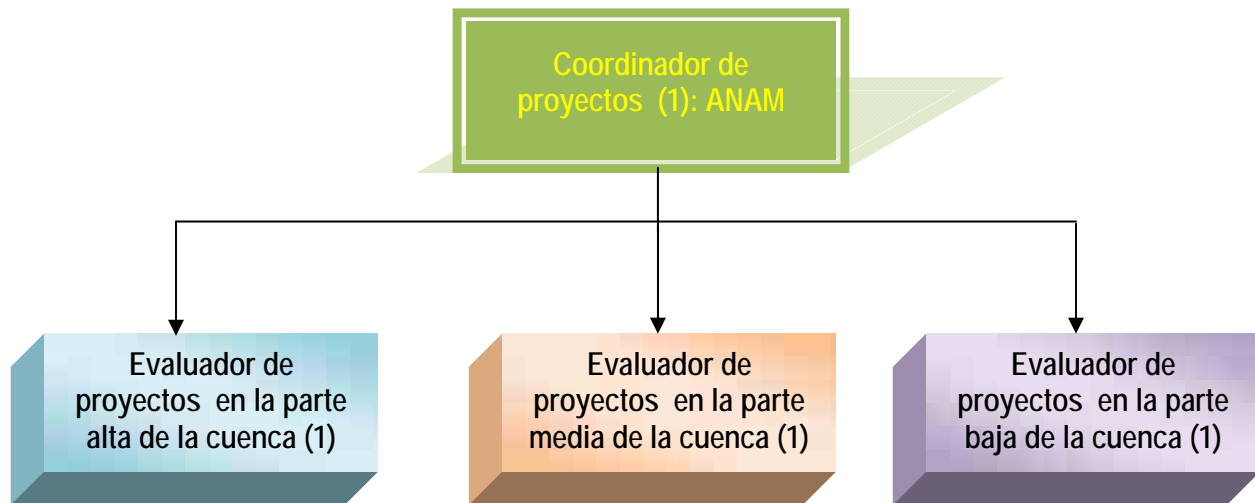 Coordinador de
proyectos (1): ANAM
Evaluador de
proyectos en la parte
alta de la cuenca (1)
Evaluador de
proyectos en la parte
media de la cuenca (1)
Evaluador de
proyectos en la parte
baja de la cuenca (1)